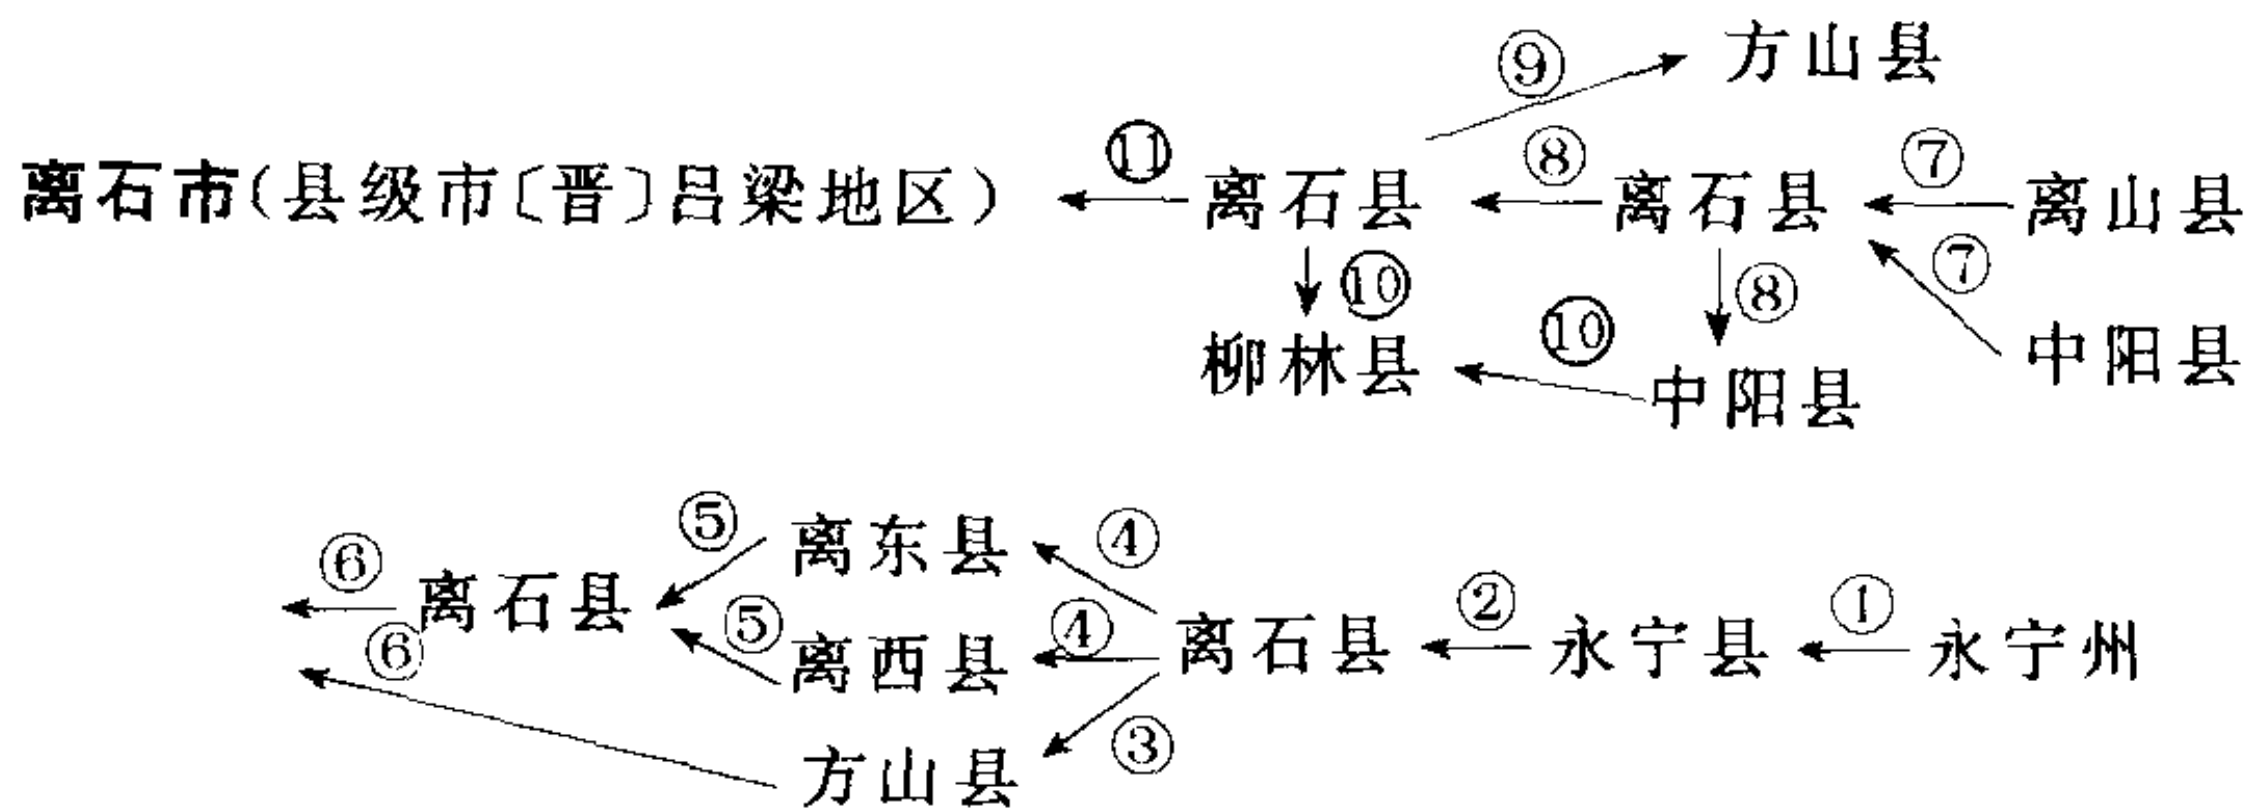 ⑨ 方山县
离石市(县级市〔晋〕吕梁地区) ⑪ 离石县 ⑧ 离石县 ⑦ 离山县
⑩ ⑧ ⑦
柳林县 ⑩ 中阳县 中阳县
⑤ 离东县 ④
⑥ 离石县 ② 永宁县 ① 永宁州
⑥ ⑤ 离西县 ④ 离石县
方山县 ③